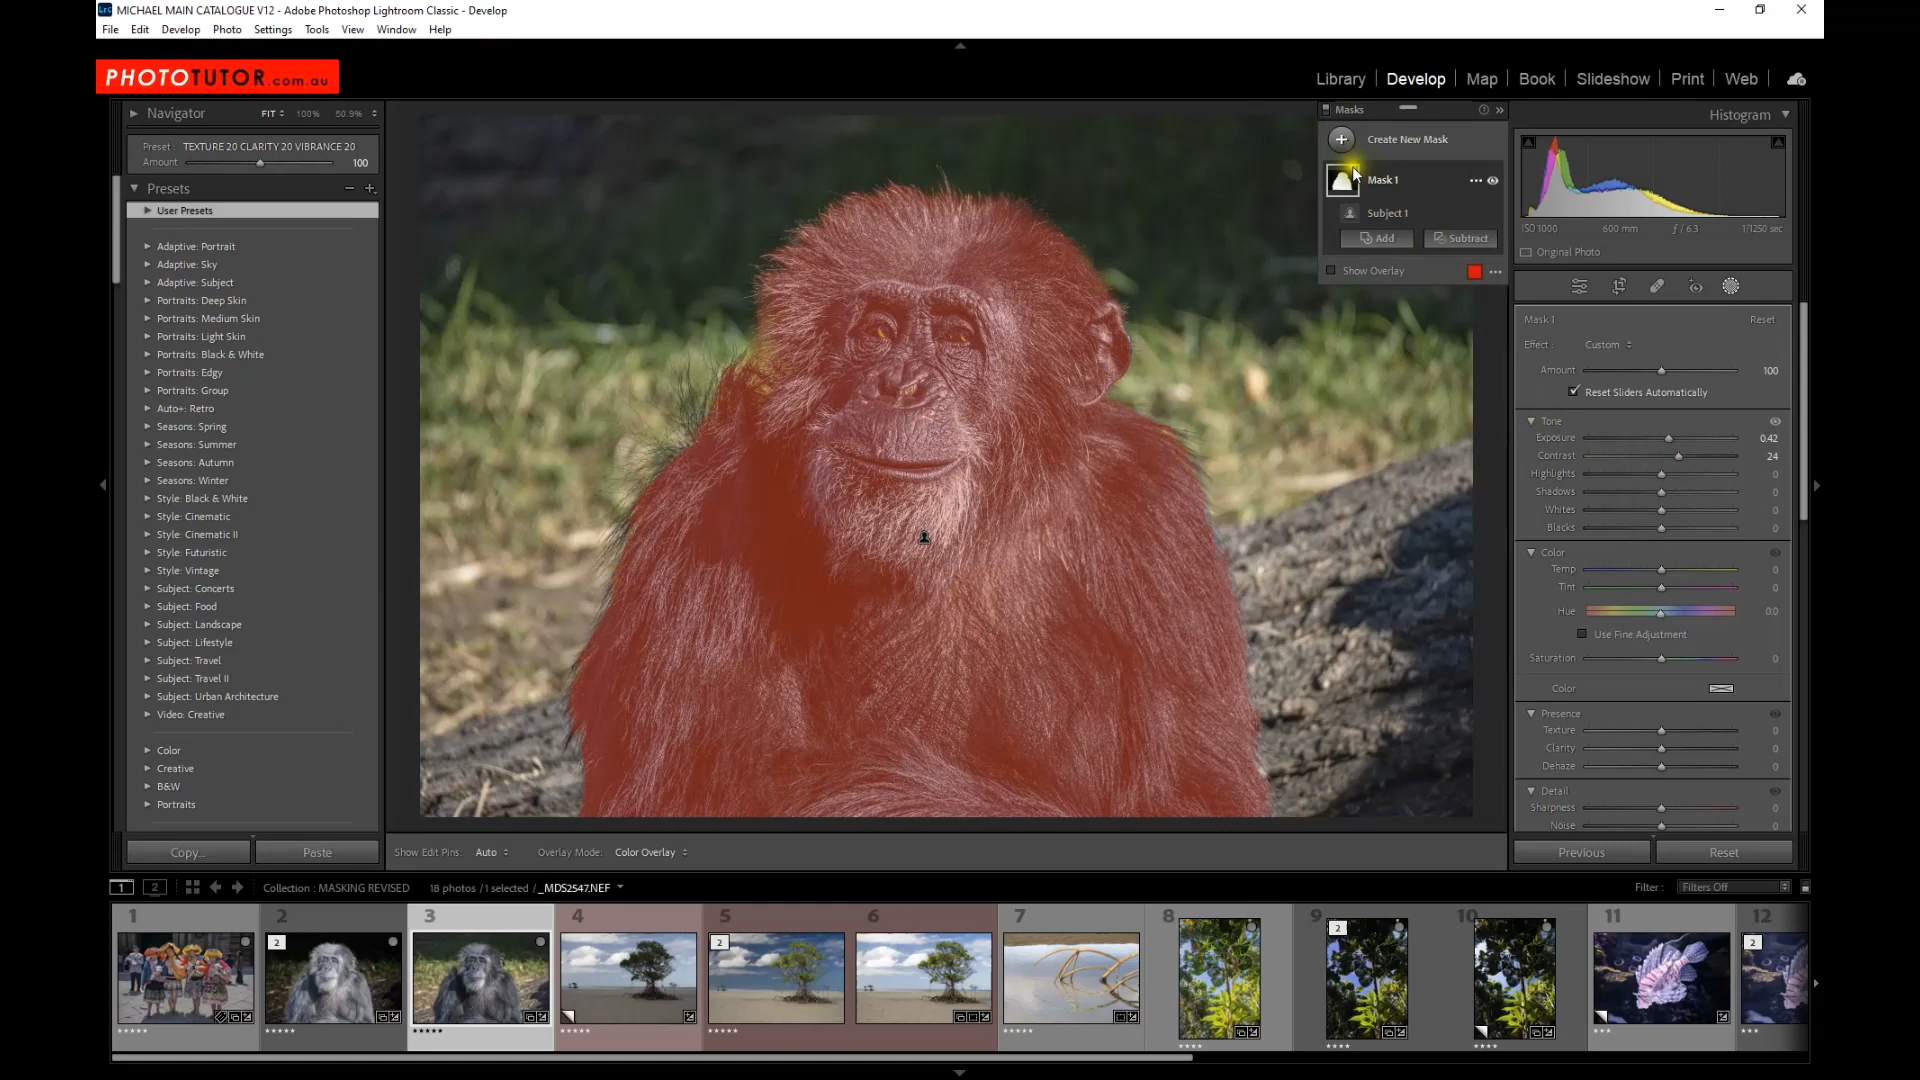 MICHAEL MAIN CATALOGUE V12 - Adobe Photoshop Lightroom Classic - Develop
File Edit Develop Photo Settings Tools View Window Help
PHOTOTUTOR.com.au
Library Develop Map Book Slideshow Print Web
Navigator FIT 100% 50.9%
Preset: TEXTURE 20 CLARITY 20 VIBRANCE 20
Amount 100
Presets
User Presets
Adaptive: Portrait
Adaptive: Sky
Adaptive: Subject
Portraits: Deep Skin
Portraits: Medium Skin
Portraits: Light Skin
Portraits: Black & White
Portraits: Edgy
Portraits: Group
Auto+: Retro
Seasons: Spring
Seasons: Summer
Seasons: Autumn
Seasons: Winter
Style: Black & White
Style: Cinematic
Style: Cinematic II
Style: Futuristic
Style: Vintage
Subject: Concerts
Subject: Food
Subject: Landscape
Subject: Lifestyle
Subject: Travel
Subject: Travel II
Subject: Urban Architecture
Video: Creative
Color
Creative
B&W
Portraits
Copy... Paste
Masks
Create New Mask
Mask 1
Subject 1
Add Subtract
Show Overlay
Histogram
ISO 1000 600 mm ƒ / 6.3 1/1250 sec
Original Photo
Mask 1 Reset
Effect: Custom
Amount 100
Reset Sliders Automatically
Tone
Exposure 0.42
Contrast 24
Highlights 0
Shadows 0
Whites 0
Blacks 0
Color
Temp 0
Tint 0
Hue 0.0
Use Fine Adjustment
Saturation 0
Color
Presence
Texture 0
Clarity 0
Dehaze 0
Detail
Sharpness 0
Noise 0
Previous Reset
Show Edit Pins: Auto Overlay Mode: Color Overlay
1 2 Collection : MASKING REVISED 18 photos / 1 selected / _MDS2547.NEF Filter: Filters Off
1 2 3 4 5 6 7 8 9 10 11 12
2 2 2 2